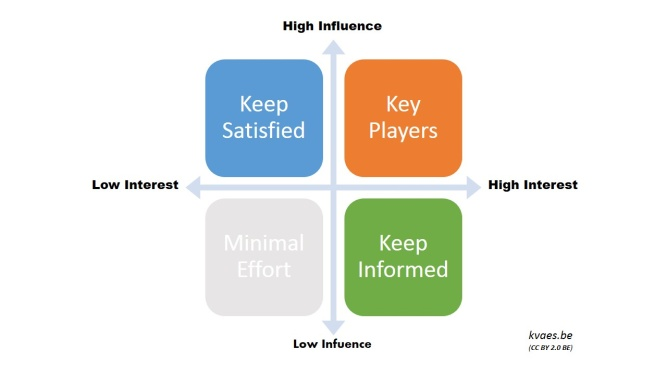 High Influence
Keep
Satisfied
Key
Players
Low Interest
High Interest
Minimal
Effort
Keep
Informed
Low Infuence
kvaes.be
(CC BY 2.0 BE)